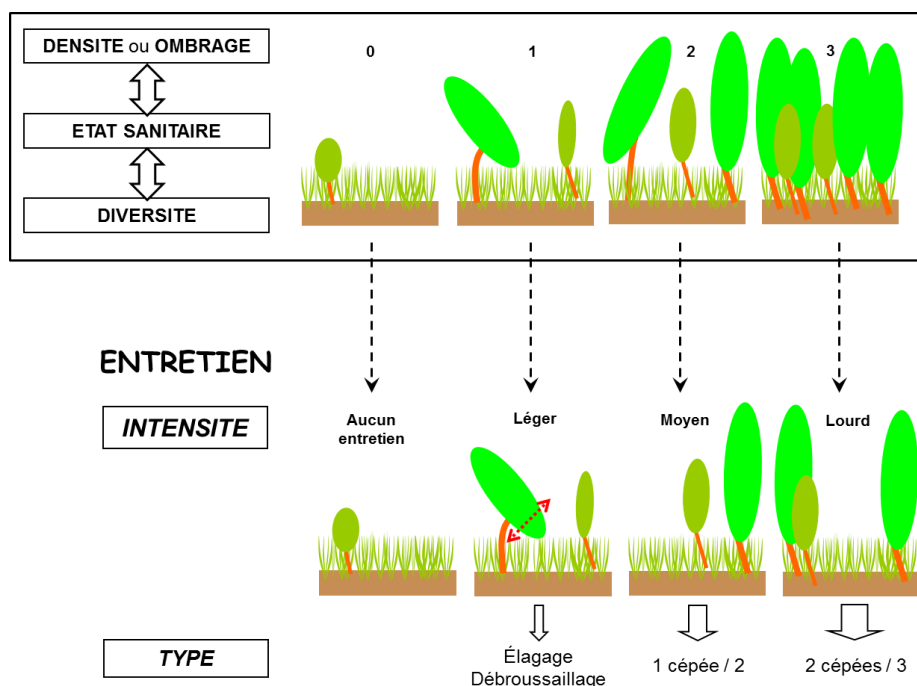 DENSITE ou OMBRAGE
0
1
2
3
ETAT SANITAIRE
DIVERSITE
ENTRETIEN
INTENSITE
Aucun
entretien
Léger
Moyen
Lourd
TYPE
Élagage
Débroussaillage
1 cépée / 2
2 cépées / 3